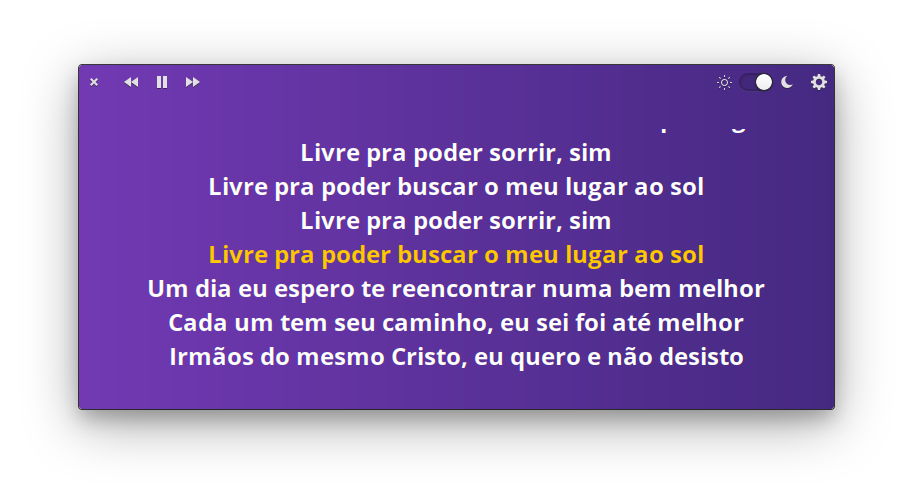 Livre pra poder sorrir, sim
Livre pra poder buscar o meu lugar ao sol
Livre pra poder sorrir, sim
Livre pra poder buscar o meu lugar ao sol
Um dia eu espero te reencontrar numa bem melhor
Cada um tem seu caminho, eu sei foi até melhor
Irmãos do mesmo Cristo, eu quero e não desisto